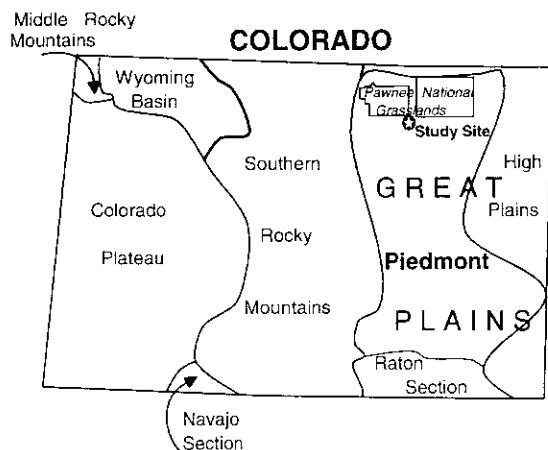 Middle Rocky
Mountains
COLORADO
Wyoming
Basin
Pawnee National
Grasslands
Study Site
Southern
High
GREAT
Plains
Colorado
Plateau
Rocky
Piedmont
Mountains
PLAINS
Raton
Section
Navajo
Section